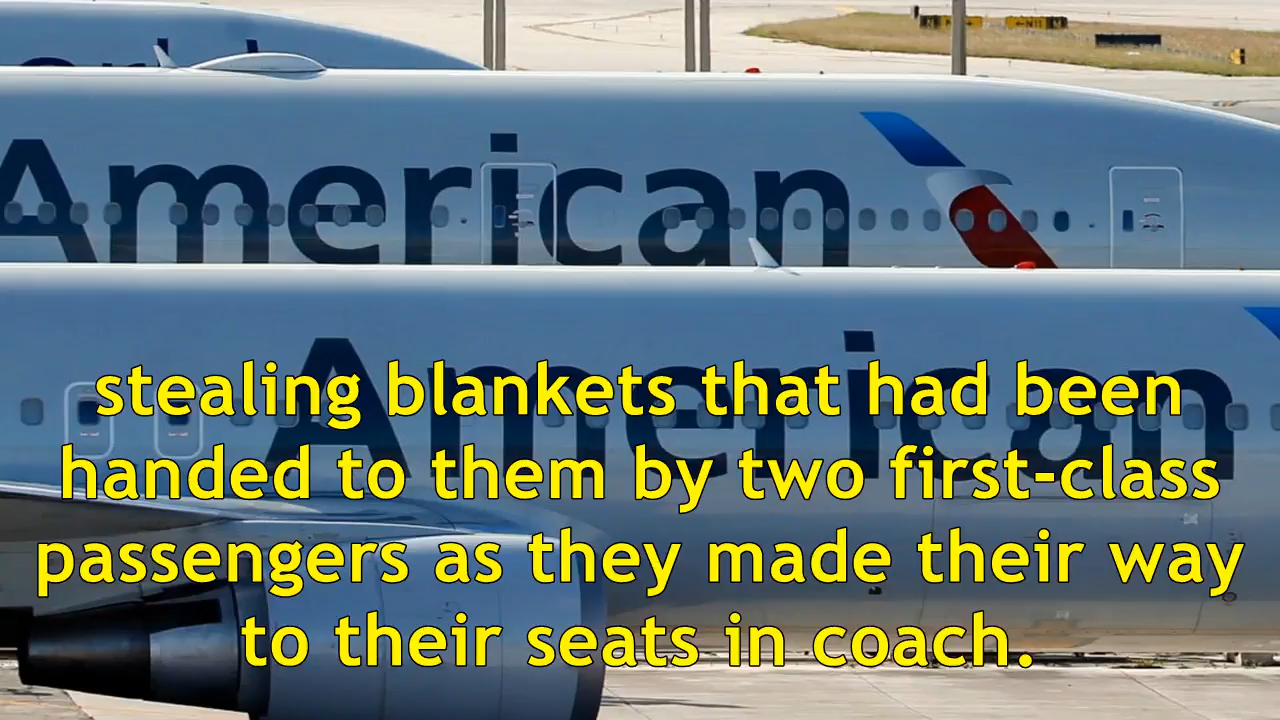 American
American
stealing blankets that had been
handed to them by two first-class
passengers as they made their way
to their seats in coach.